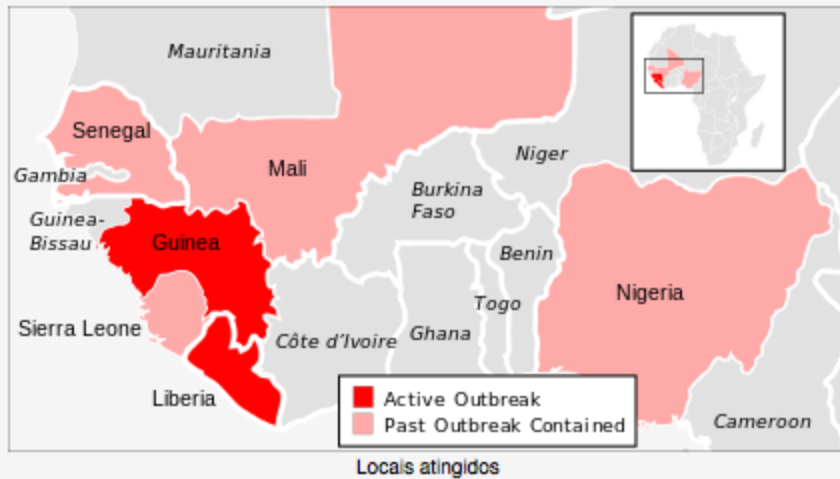 Mauritania
Senegal
Mali
Niger
Gambia
Burkina
Faso
Guinea-
Bissau
Guinea
Benin
Nigeria
Togo
Sierra Leone
Côte d’Ivoire
Ghana
Liberia
Active Outbreak
Past Outbreak Contained
Cameroon
Locais atingidos